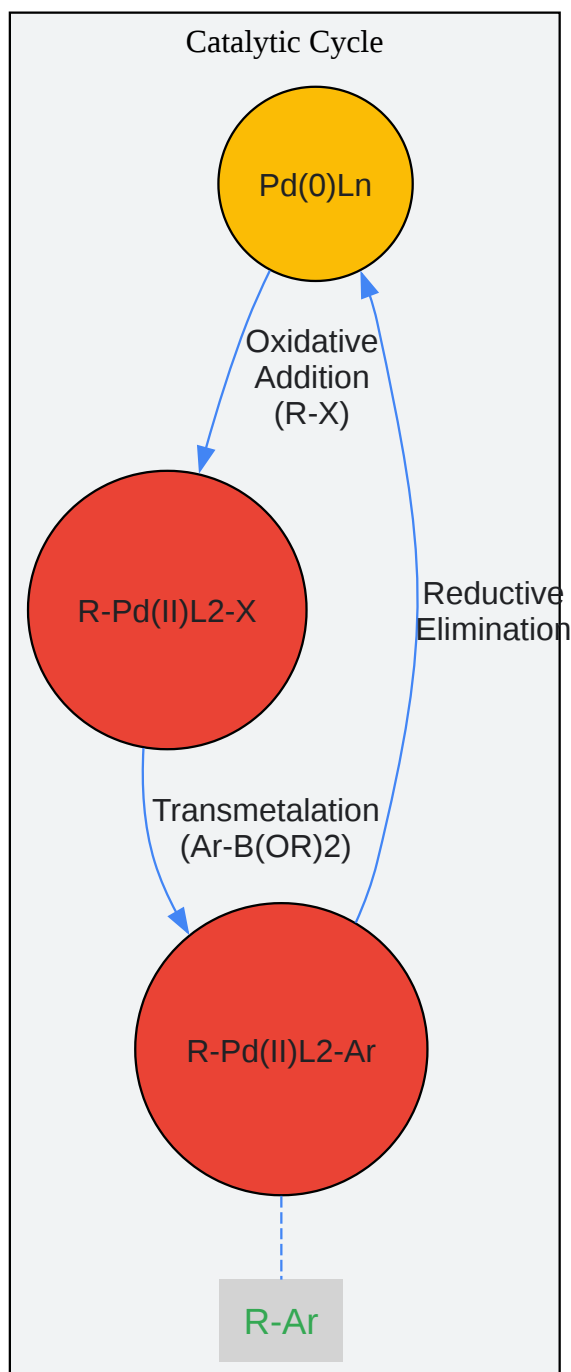 Catalytic Cycle
Pd(0)Ln
Oxidative
Addition
(R-X)
R-Pd(II)L2-X
Reductive
Elimination
Transmetalation
(Ar-B(OR)2)
R-Pd(II)L2-Ar
R-Ar